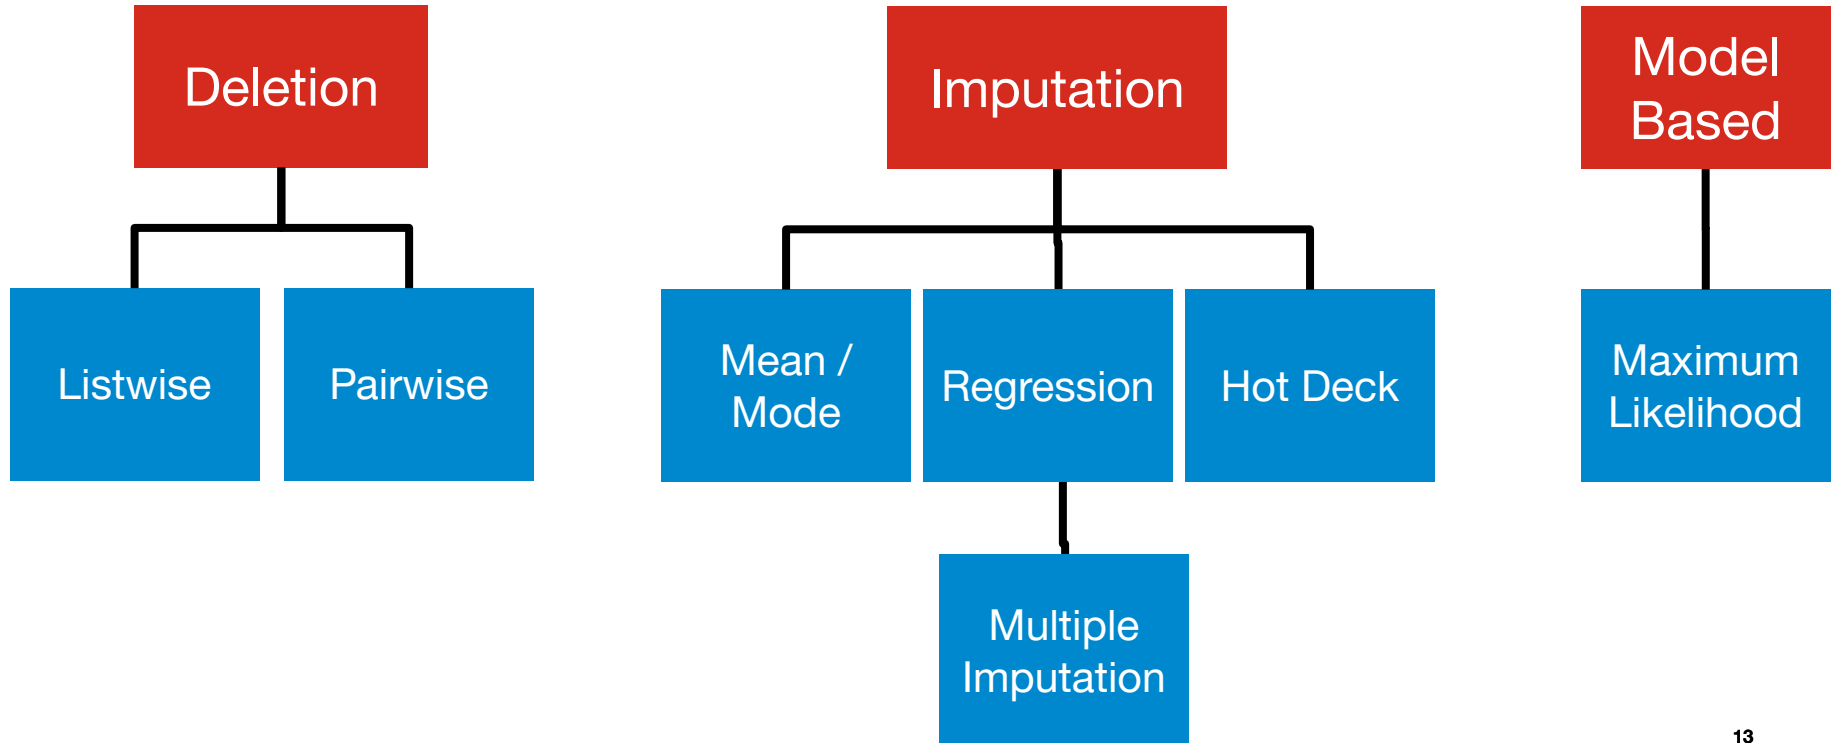 Deletion
Imputation
Model
Based
Listwise
Pairwise
Mean /
Mode
Regression
Hot Deck
Maximum
Likelihood
Multiple
Imputation
13